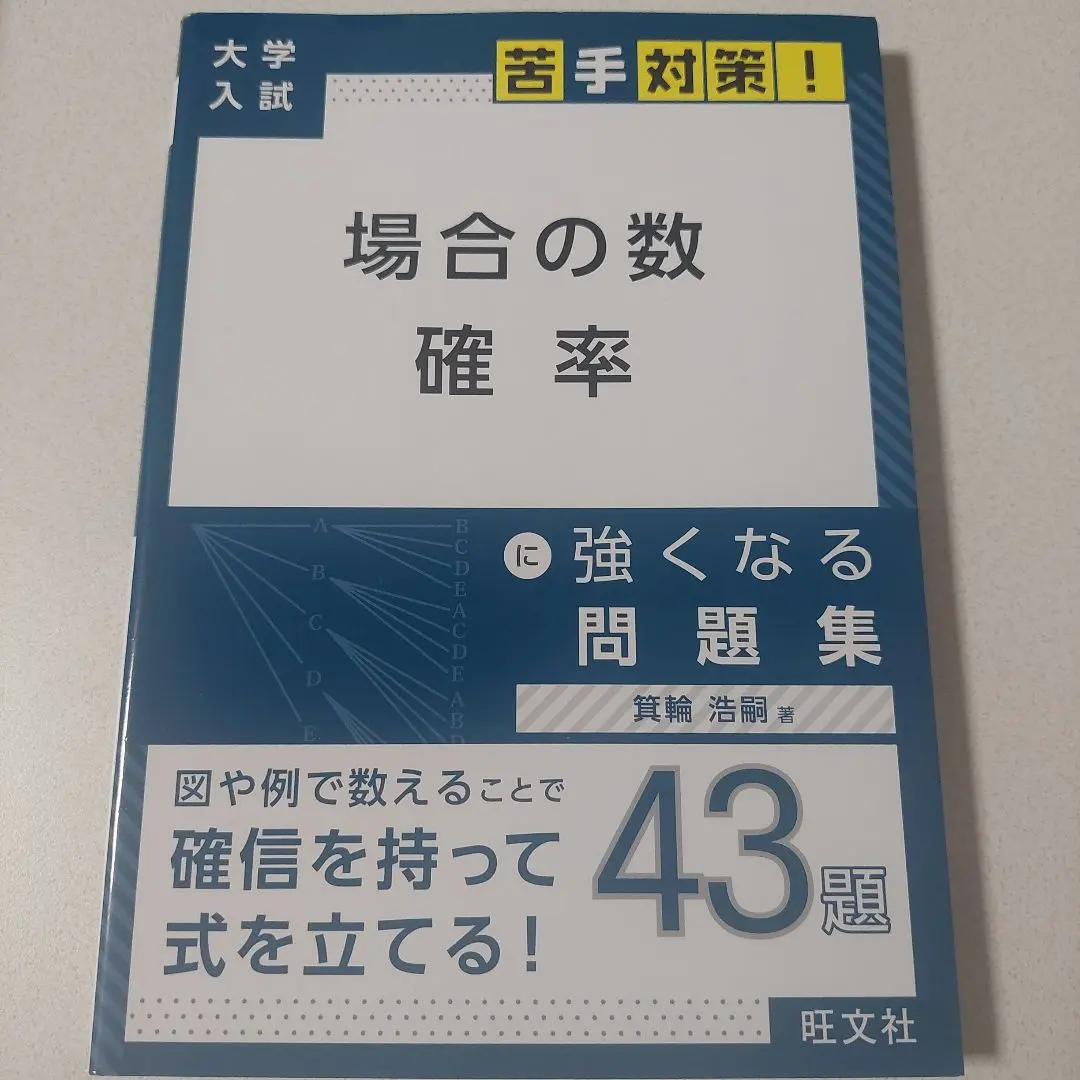 大学
入試
苦手対策!
場合の数
確率
に強くなる
問題集
箕輪 浩嗣 著
A
B
C
D
E
B
C
D
E
A
C
D
E
A
B
D
図や例で数えることで
確信を持って
式を立てる!
43題
旺文社